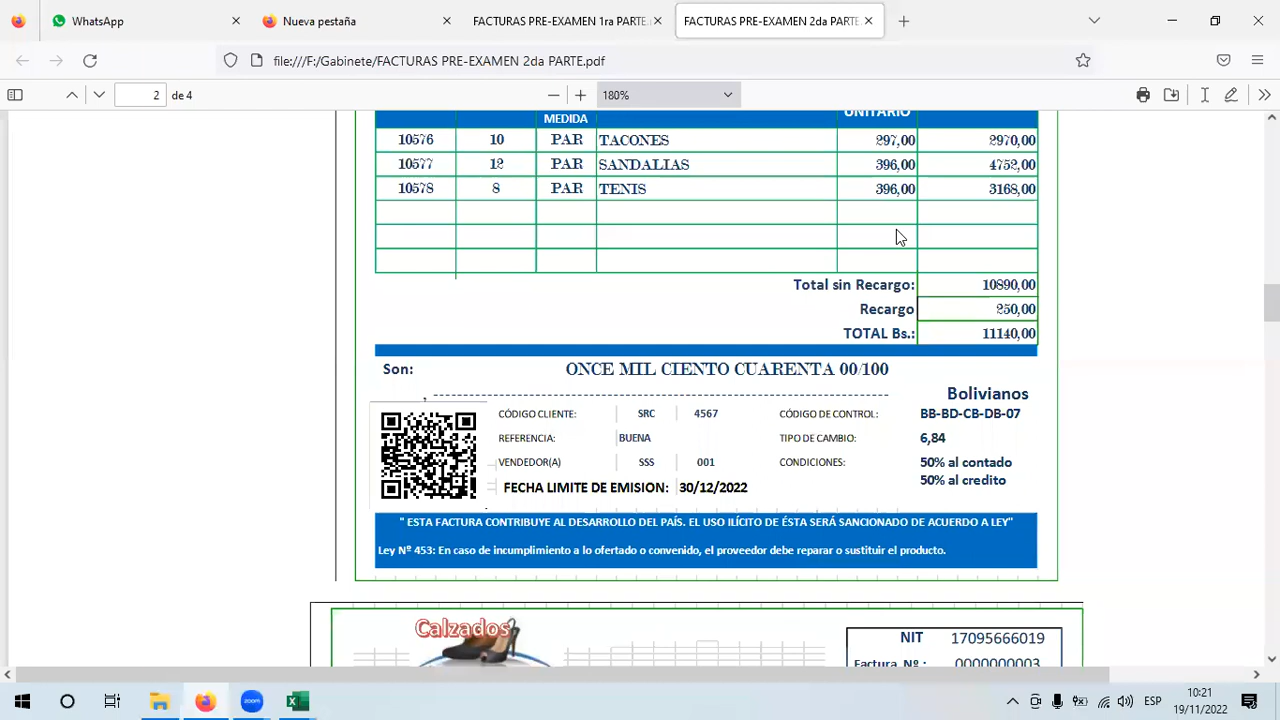 WhatsApp
Nueva pestaña
FACTURAS PRE-EXAMEN 1ra PARTE.
FACTURAS PRE-EXAMEN 2da PARTE.
file:///F:/Gabinete/FACTURAS PRE-EXAMEN 2da PARTE.pdf
2 de 4
180%
MEDIDA UNITARIO
10576 10 PAR TACONES 297,00 2970,00
10577 12 PAR SANDALIAS 396,00 4752,00
10578 8 PAR TENIS 396,00 3168,00
Total sin Recargo: 10890,00
Recargo 250,00
TOTAL Bs.: 11140,00
Son: ONCE MIL CIENTO CUARENTA 00/100
Bolivianos
CÓDIGO CLIENTE: SRC 4567 CÓDIGO DE CONTROL: BB-BD-CB-DB-07
REFERENCIA: BUENA TIPO DE CAMBIO: 6,84
VENDEDOR(A) SSS 001 CONDICIONES: 50% al contado
50% al credito
FECHA LIMITE DE EMISION: 30/12/2022
" ESTA FACTURA CONTRIBUYE AL DESARROLLO DEL PAÍS. EL USO ILÍCITO DE ÉSTA SERÁ SANCIONADO DE ACUERDO A LEY"
Ley Nº 453: En caso de incumplimiento a lo ofertado o convenido, el proveedor debe reparar o sustituir el producto.
Calzados
NIT 17095666019
Factura Nº : 0000000003
zoom
ESP
10:21
19/11/2022